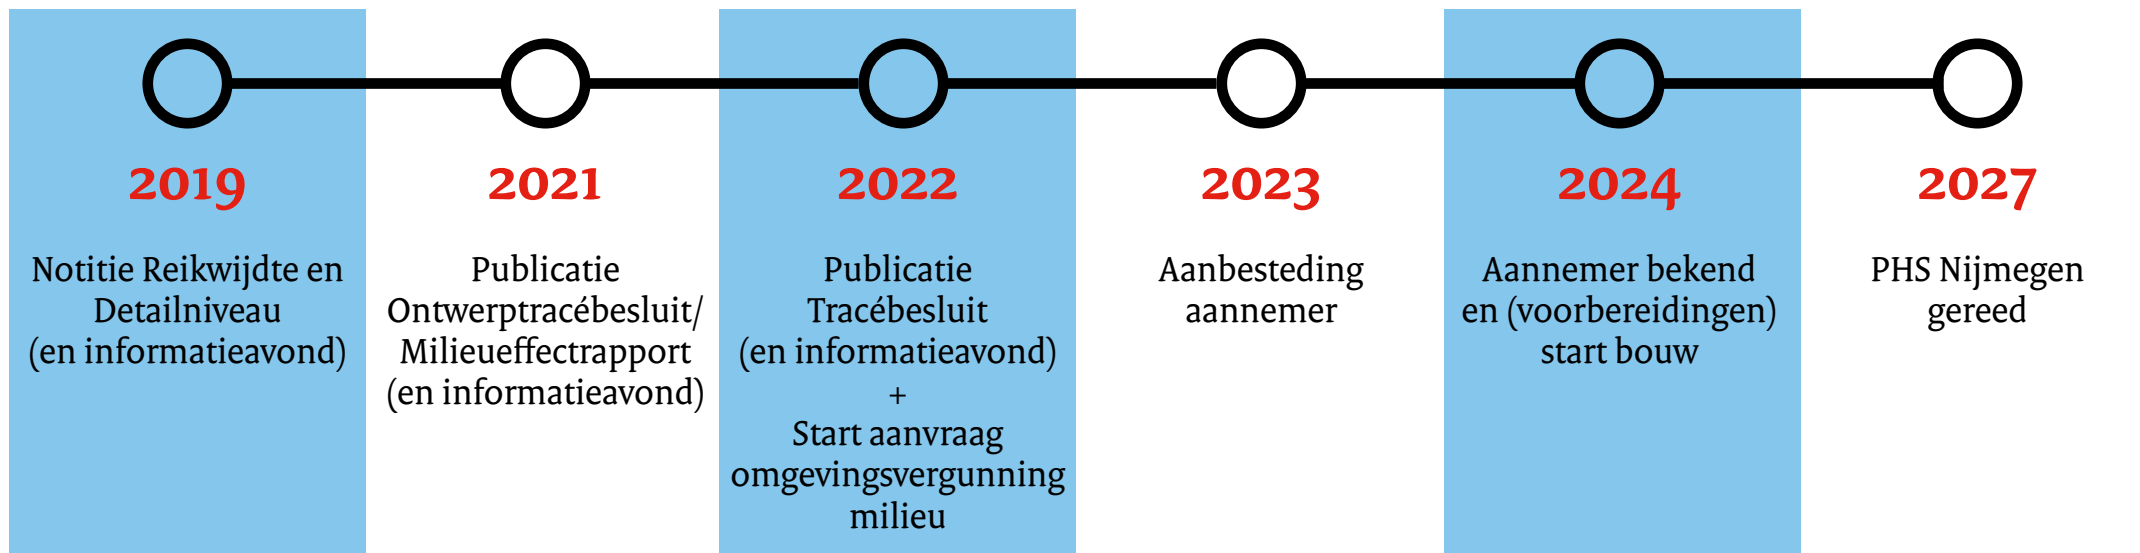 2019
Notitie Reikwijdte en
Detailniveau
(en informatieavond)
2021
Publicatie
Ontwerptracébesluit/
Milieueffectrapport
(en informatieavond)
2022
Publicatie
Tracébesluit
(en informatieavond)
+
Start aanvraag
omgevingsvergunning
milieu
2023
Aanbesteding
aannemer
2024
Aannemer bekend
en (voorbereidingen)
start bouw
2027
PHS Nijmegen
gereed